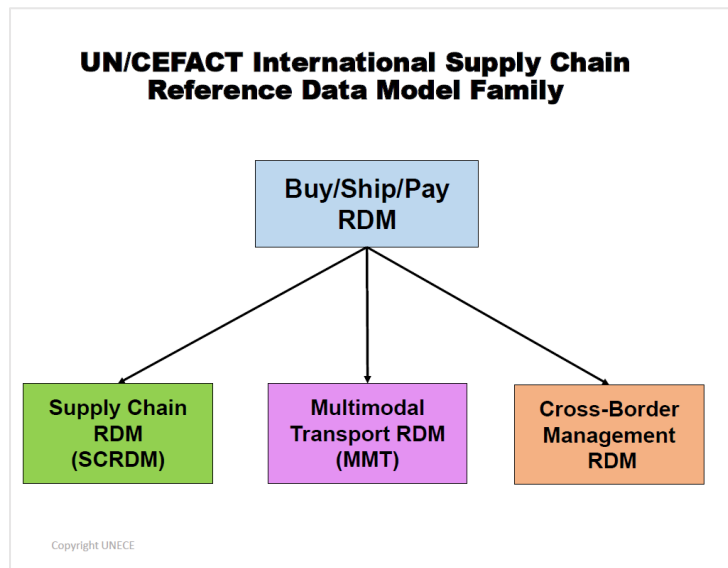 UN/CEFACT International Supply Chain
Reference Data Model Family
Buy/Ship/Pay
RDM
Supply Chain
RDM
(SCRDM)
Multimodal
Transport RDM
(MMT)
Cross-Border
Management
RDM
Copyright UNECE